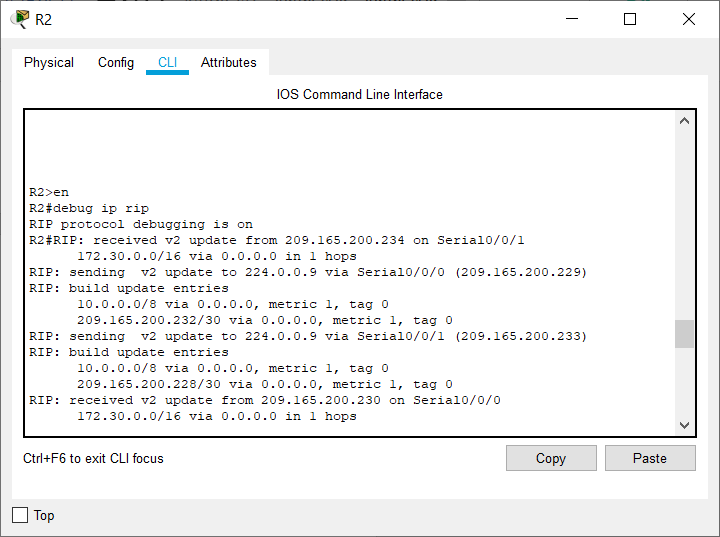 R2
Physical Config CLI Attributes
IOS Command Line Interface
R2>en
R2#debug ip rip
RIP protocol debugging is on
R2#RIP: received v2 update from 209.165.200.234 on Serial0/0/1
      172.30.0.0/16 via 0.0.0.0 in 1 hops
RIP: sending  v2 update to 224.0.0.9 via Serial0/0/0 (209.165.200.229)
RIP: build update entries
      10.0.0.0/8 via 0.0.0.0, metric 1, tag 0
      209.165.200.232/30 via 0.0.0.0, metric 1, tag 0
RIP: sending  v2 update to 224.0.0.9 via Serial0/0/1 (209.165.200.233)
RIP: build update entries
      10.0.0.0/8 via 0.0.0.0, metric 1, tag 0
      209.165.200.228/30 via 0.0.0.0, metric 1, tag 0
RIP: received v2 update from 209.165.200.230 on Serial0/0/0
      172.30.0.0/16 via 0.0.0.0 in 1 hops
Ctrl+F6 to exit CLI focus
Copy Paste
Top